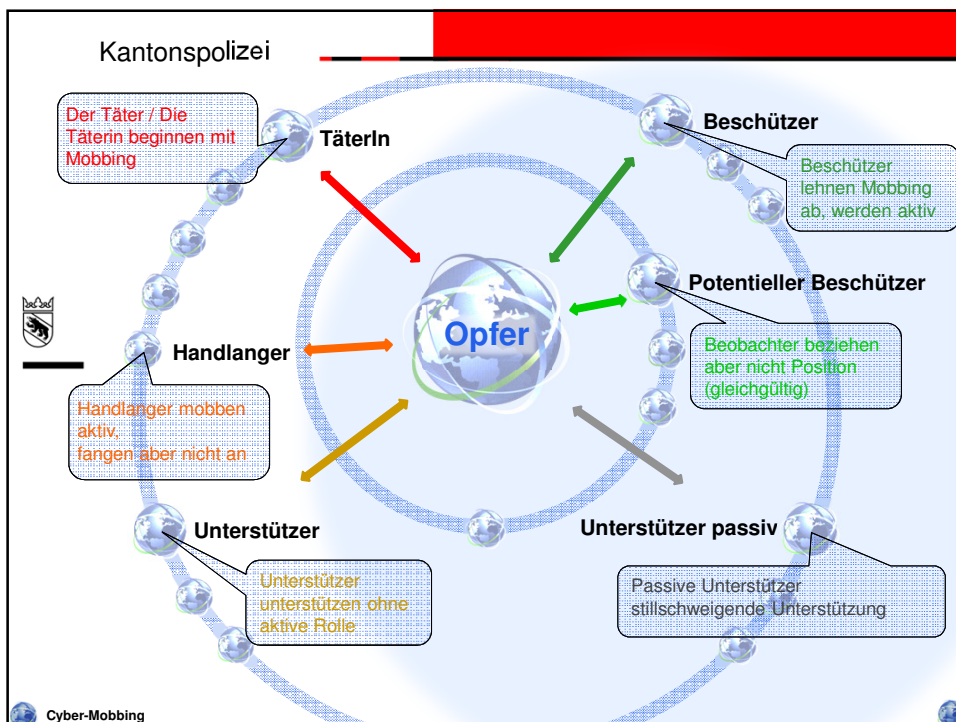 Kantonspolizei
Der Täter / Die
Täterin beginnen mit
Mobbing
TäterIn
Beschützer
Beschützer
lehnen Mobbing
ab, werden aktiv
Potentieller Beschützer
Beobachter beziehen
aber nicht Position
(gleichgültig)
Opfer
Handlanger
Handlanger mobben
aktiv,
fangen aber nicht an
Unterstützer
Unterstützer
unterstützen ohne
aktive Rolle
Unterstützer passiv
Passive Unterstützer
stillschweigende Unterstützung
Cyber-Mobbing